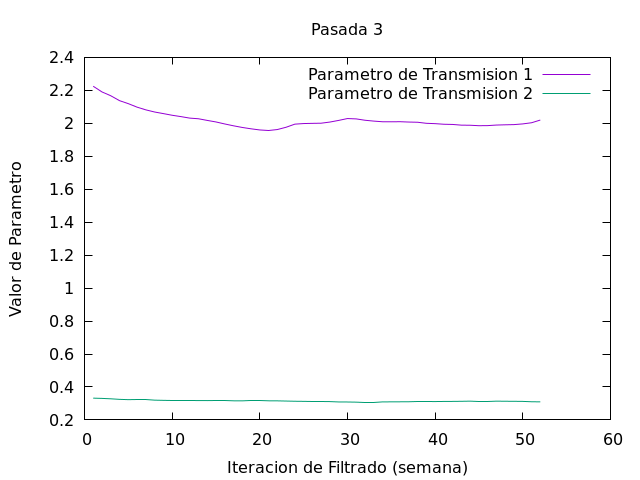 Pasada 3
Parametro de Transmision 1
Parametro de Transmision 2
Valor de Parametro
2.4
2.2
2
1.8
1.6
1.4
1.2
1
0.8
0.6
0.4
0.2
0 10 20 30 40 50 60
Iteracion de Filtrado (semana)